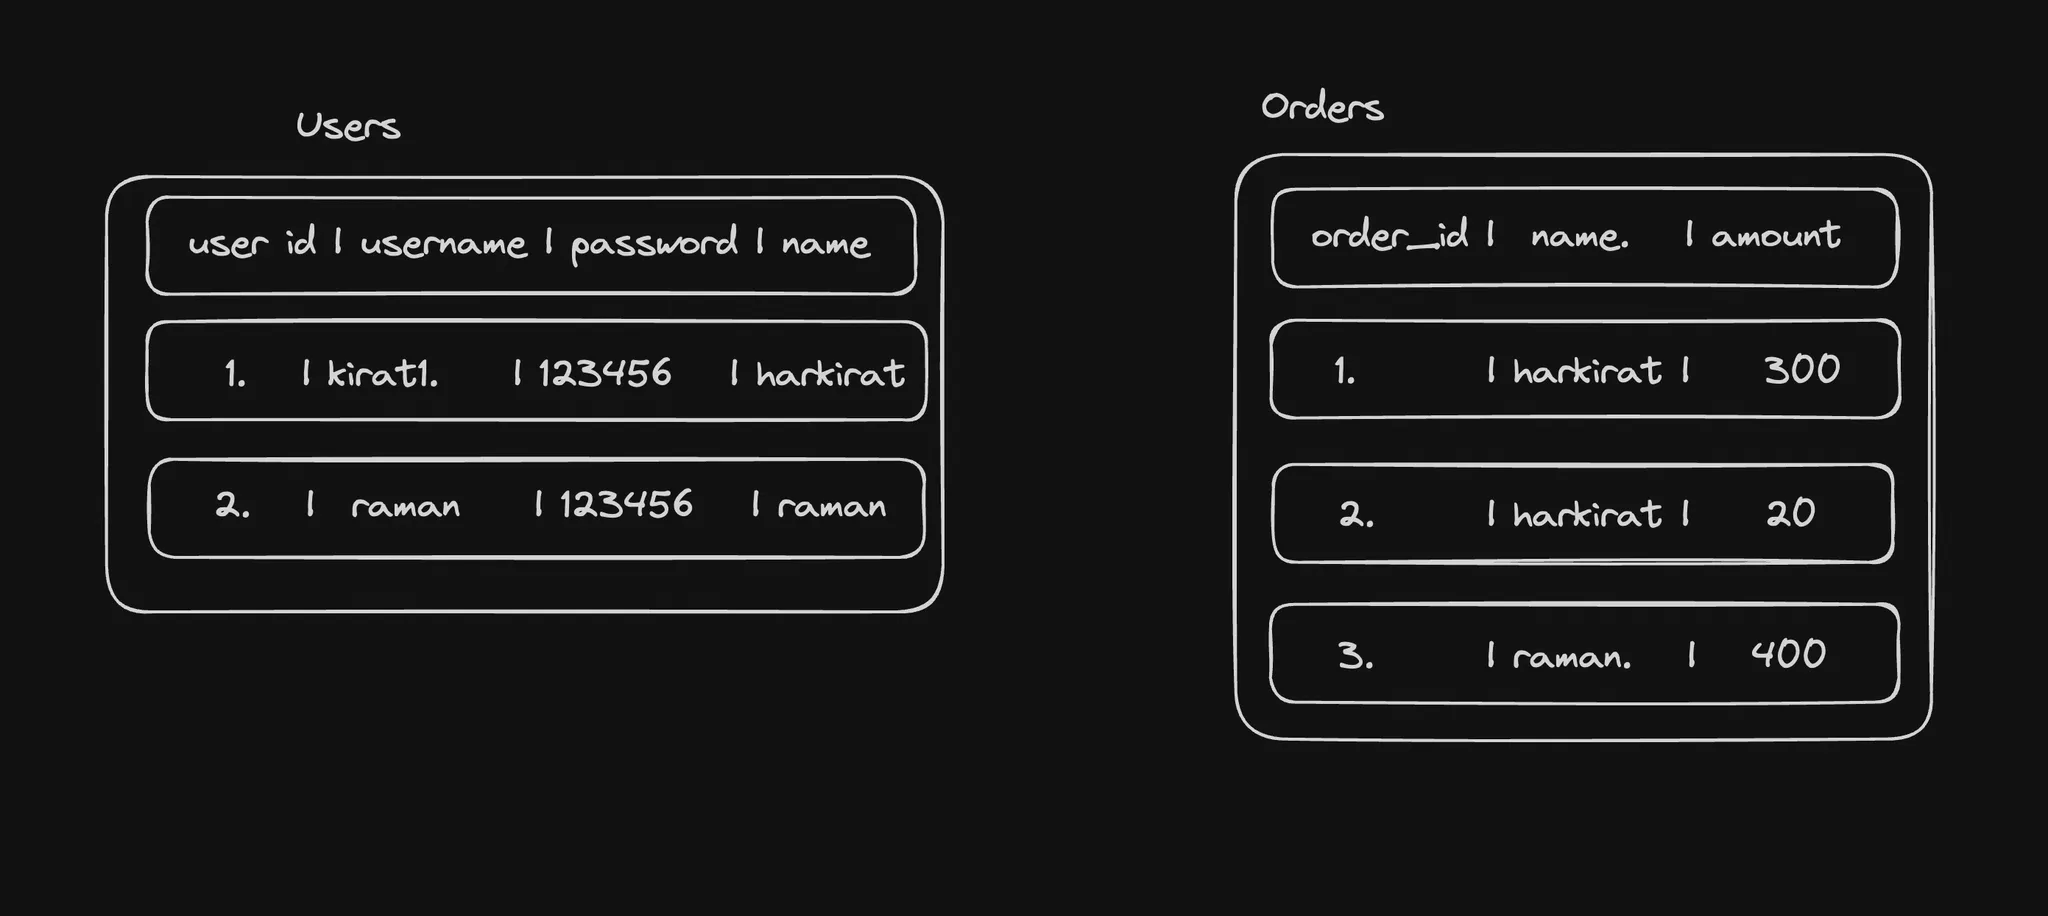 Users
user id | username | password | name
1. | kirat1. | 123456 | harkirat
2. | raman | 123456 | raman
Orders
order_id | name. | amount
1. | harkirat | 300
2. | harkirat | 20
3. | raman. | 400